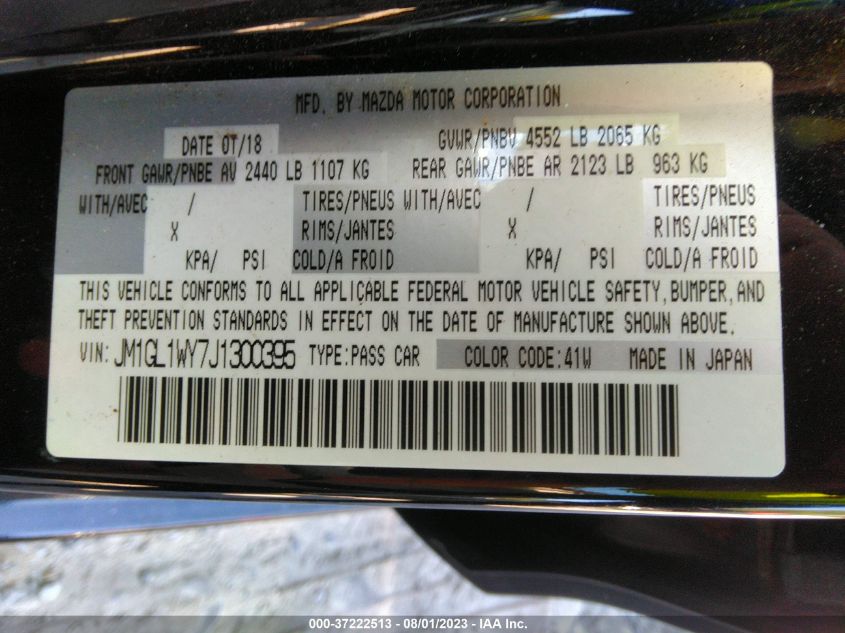 MFD. BY MAZDA MOTOR CORPORATION
DATE 07/18 GVWR/PNBV 4552 LB 2065 KG
FRONT GAWR/PNBE AV 2440 LB 1107 KG REAR GAWR/PNBE AR 2123 LB 963 KG
WITH/AVEC / TIRES/PNEUS WITH/AVEC / TIRES/PNEUS
X RIMS/JANTES X RIMS/JANTES
KPA/ PSI COLD/A FROID KPA/ PSI COLD/A FROID
THIS VEHICLE CONFORMS TO ALL APPLICABLE FEDERAL MOTOR VEHICLE SAFETY, BUMPER, AND
THEFT PREVENTION STANDARDS IN EFFECT ON THE DATE OF MANUFACTURE SHOWN ABOVE.
VIN: JM1GL1WY7J1300395 TYPE: PASS CAR COLOR CODE: 41W MADE IN JAPAN
000-37222513 - 08/01/2023 - IAA Inc.